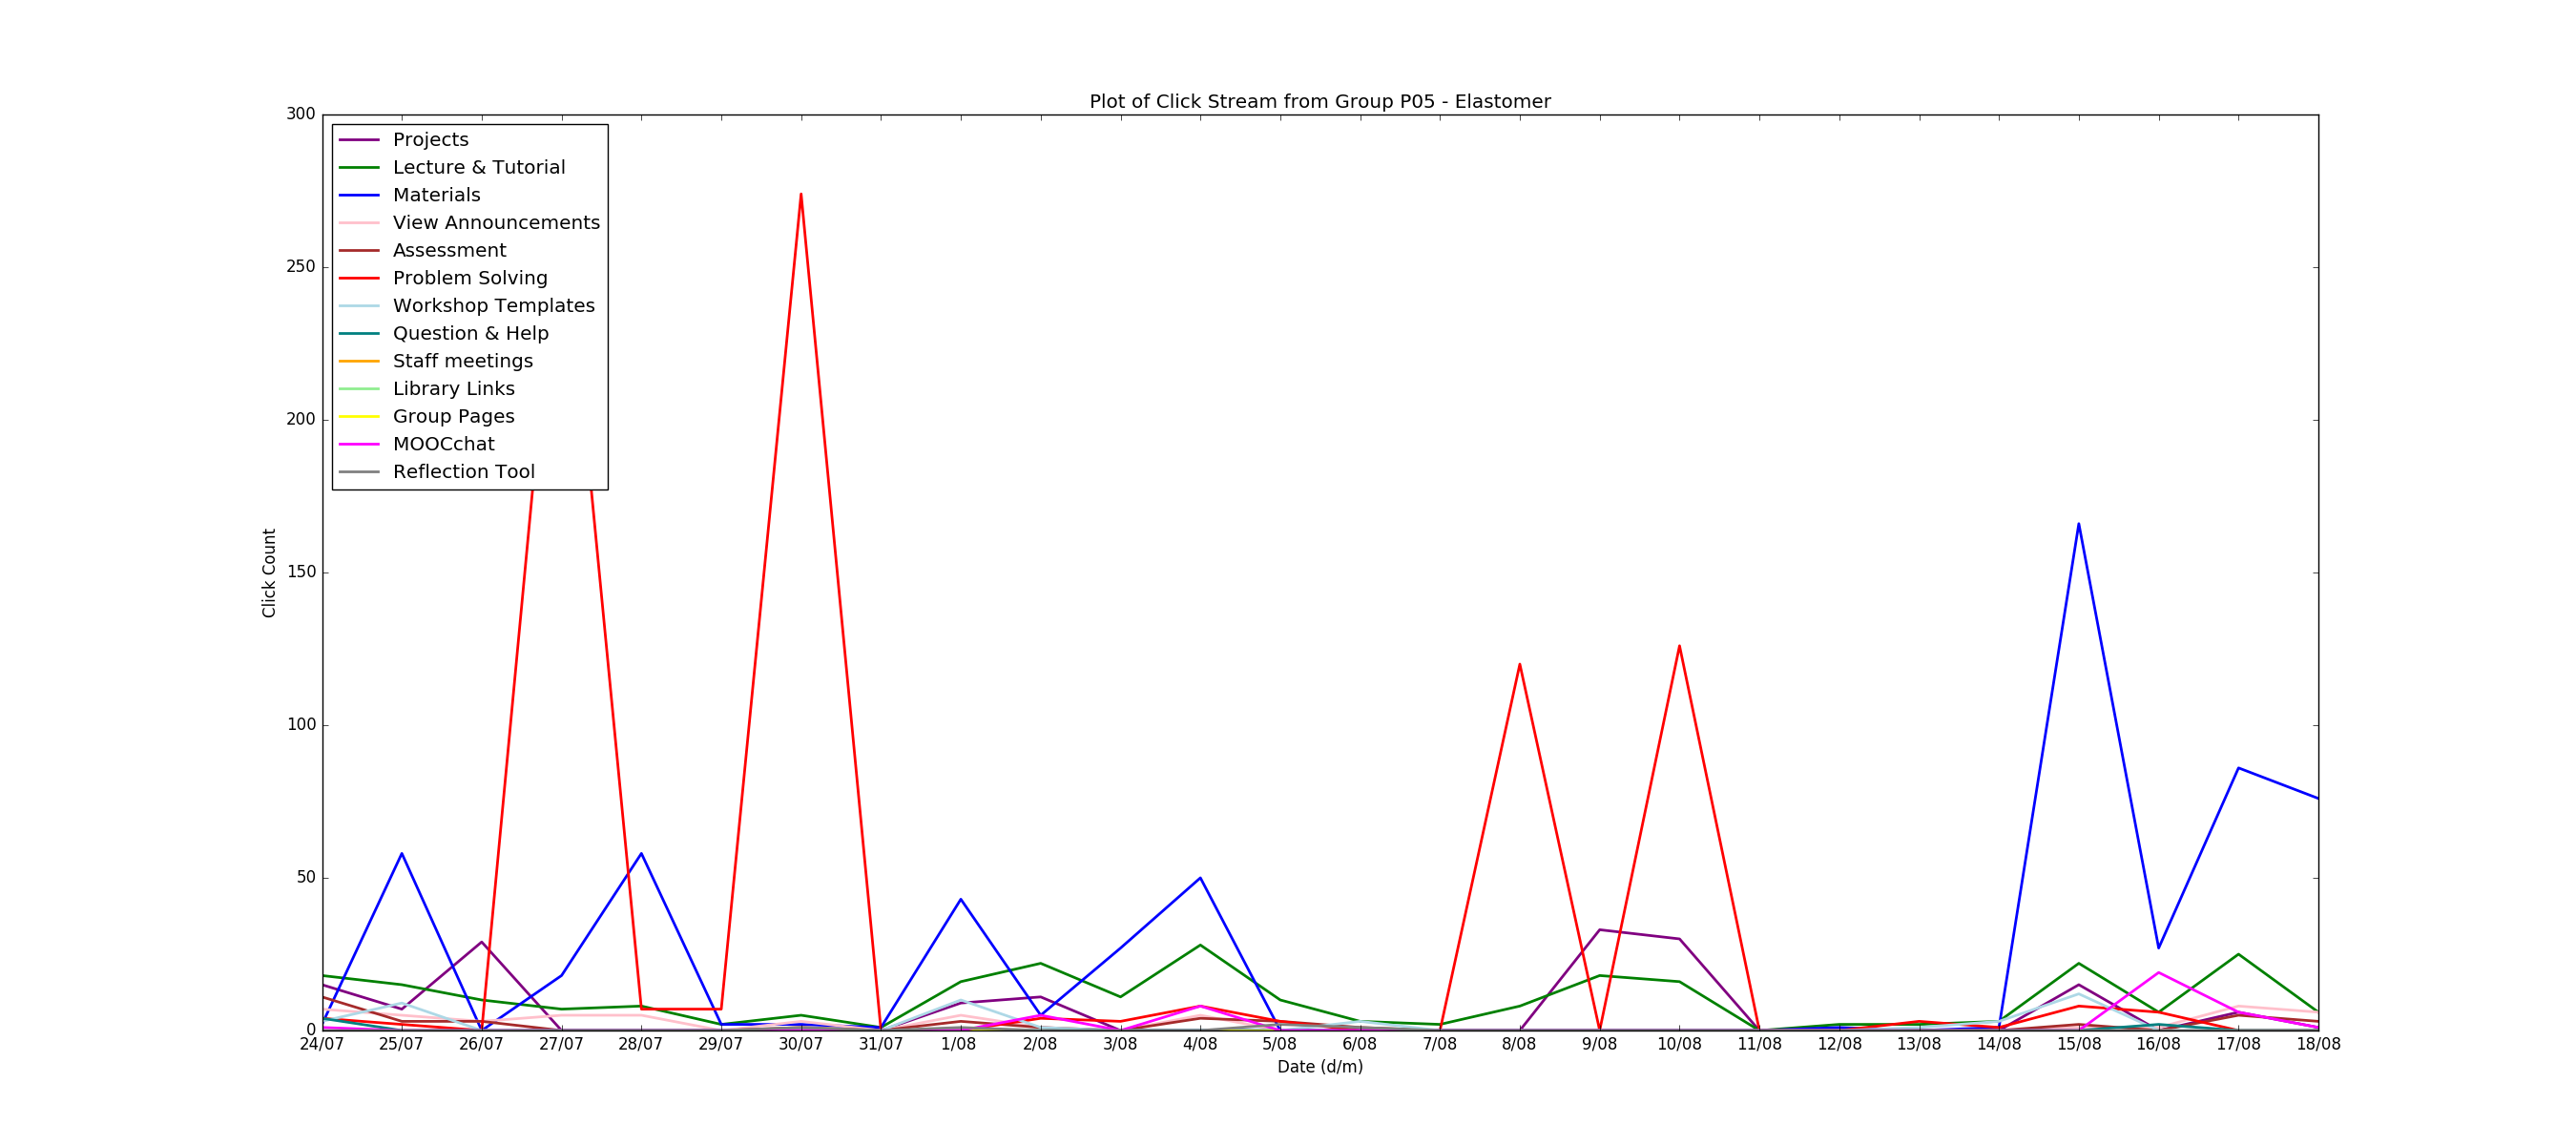 Plot of Click Stream from Group P05 - Elastomer
300
250
200
150
100
50
0
Click Count
Projects
Lecture & Tutorial
Materials
View Announcements
Assessment
Problem Solving
Workshop Templates
Question & Help
Staff meetings
Library Links
Group Pages
MOOCchat
Reflection Tool
24/07 25/07 26/07 27/07 28/07 29/07 30/07 31/07 1/08 2/08 3/08 4/08 5/08 6/08 7/08 8/08 9/08 10/08 11/08 12/08 13/08 14/08 15/08 16/08 17/08 18/08
Date (d/m)